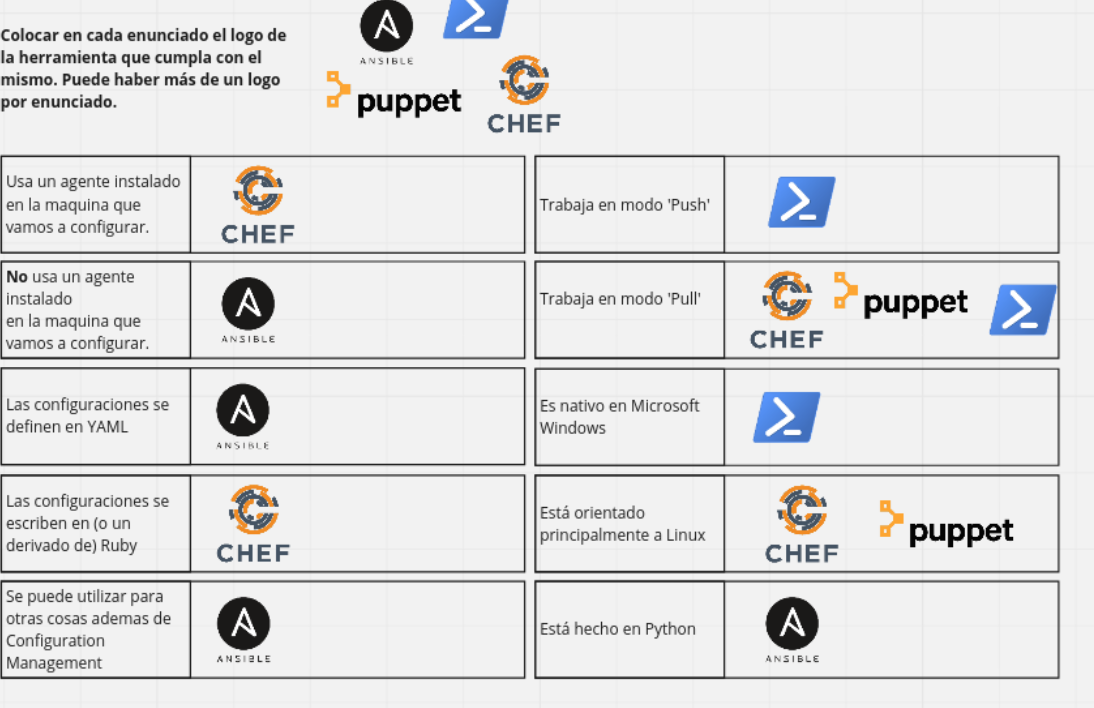 Colocar en cada enunciado el logo de
la herramienta que cumpla con el
mismo. Puede haber más de un logo
por enunciado.
ANSIBLE
puppet
CHEF
Usa un agente instalado
en la maquina que
vamos a configurar.
CHEF
Trabaja en modo 'Push'
No usa un agente
instalado
en la maquina que
vamos a configurar.
ANSIBLE
Trabaja en modo 'Pull'
CHEF
puppet
Las configuraciones se
definen en YAML
ANSIBLE
Es nativo en Microsoft
Windows
Las configuraciones se
escriben en (o un
derivado de) Ruby
CHEF
Está orientado
principalmente a Linux
CHEF
puppet
Se puede utilizar para
otras cosas ademas de
Configuration
Management
ANSIBLE
Está hecho en Python
ANSIBLE